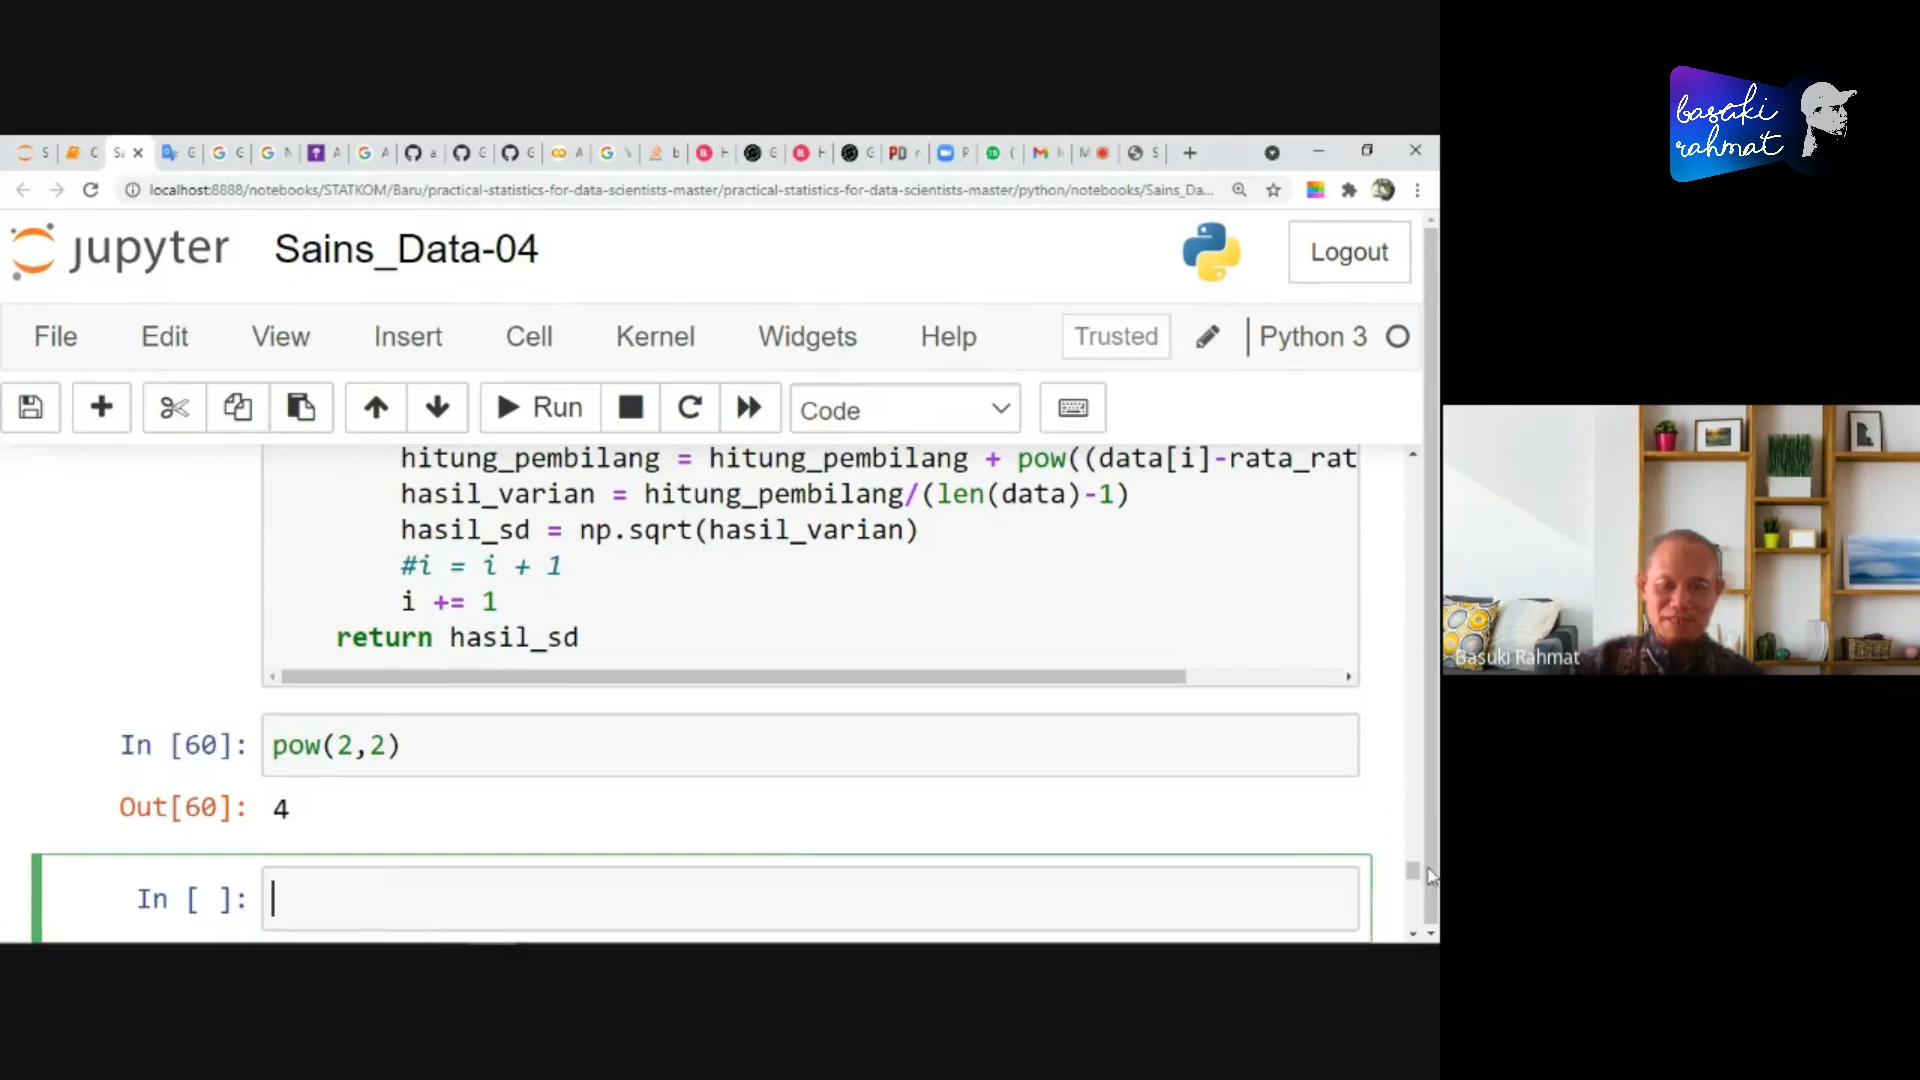 basuki
rahmat
localhost:8888/notebooks/STATKOM/Baru/practical-statistics-for-data-scientists-master/practical-statistics-for-data-scientists-master/python/notebooks/Sains_Da...
jupyter Sains_Data-04 Logout
File Edit View Insert Cell Kernel Widgets Help Trusted Python 3
Run Code
hitung_pembilang = hitung_pembilang + pow((data[i]-rata_rat
hasil_varian = hitung_pembilang/(len(data)-1)
hasil_sd = np.sqrt(hasil_varian)
#i = i + 1
i += 1
return hasil_sd
In [60]: pow(2,2)
Out[60]: 4
In [ ]:
Basuki Rahmat